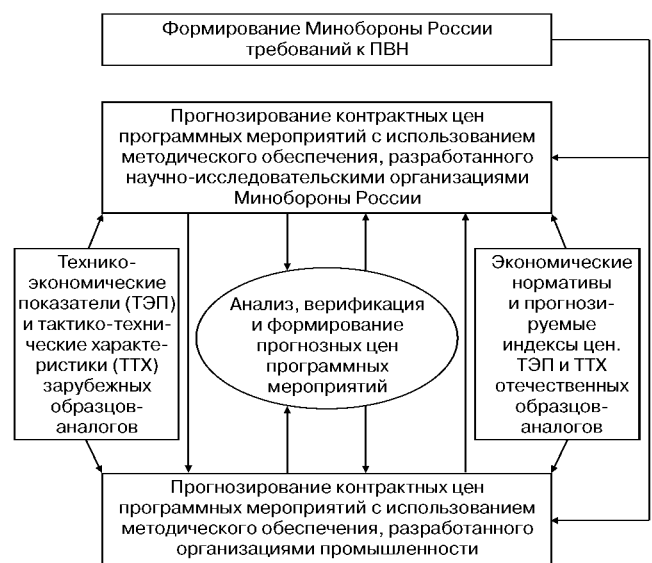 Формирование Минобороны России
требований к ПВН
Прогнозирование контрактных цен
программных мероприятий с использованием
методического обеспечения, разработанного
научно-исследовательскими организациями
Минобороны России
Технико-
экономические
показатели (ТЭП)
и тактико-техни-
ческие характе-
ристики (ТТХ)
зарубежных
образцов-
аналогов
Анализ, верификация
и формирование
прогнозных цен
программных
мероприятий
Экономические
нормативы
и прогнози-
руемые
индексы цен.
ТЭП и ТТХ
отечественных
образцов-
аналогов
Прогнозирование контрактных цен
программных мероприятий с использованием
методического обеспечения, разработанного
организациями промышленности